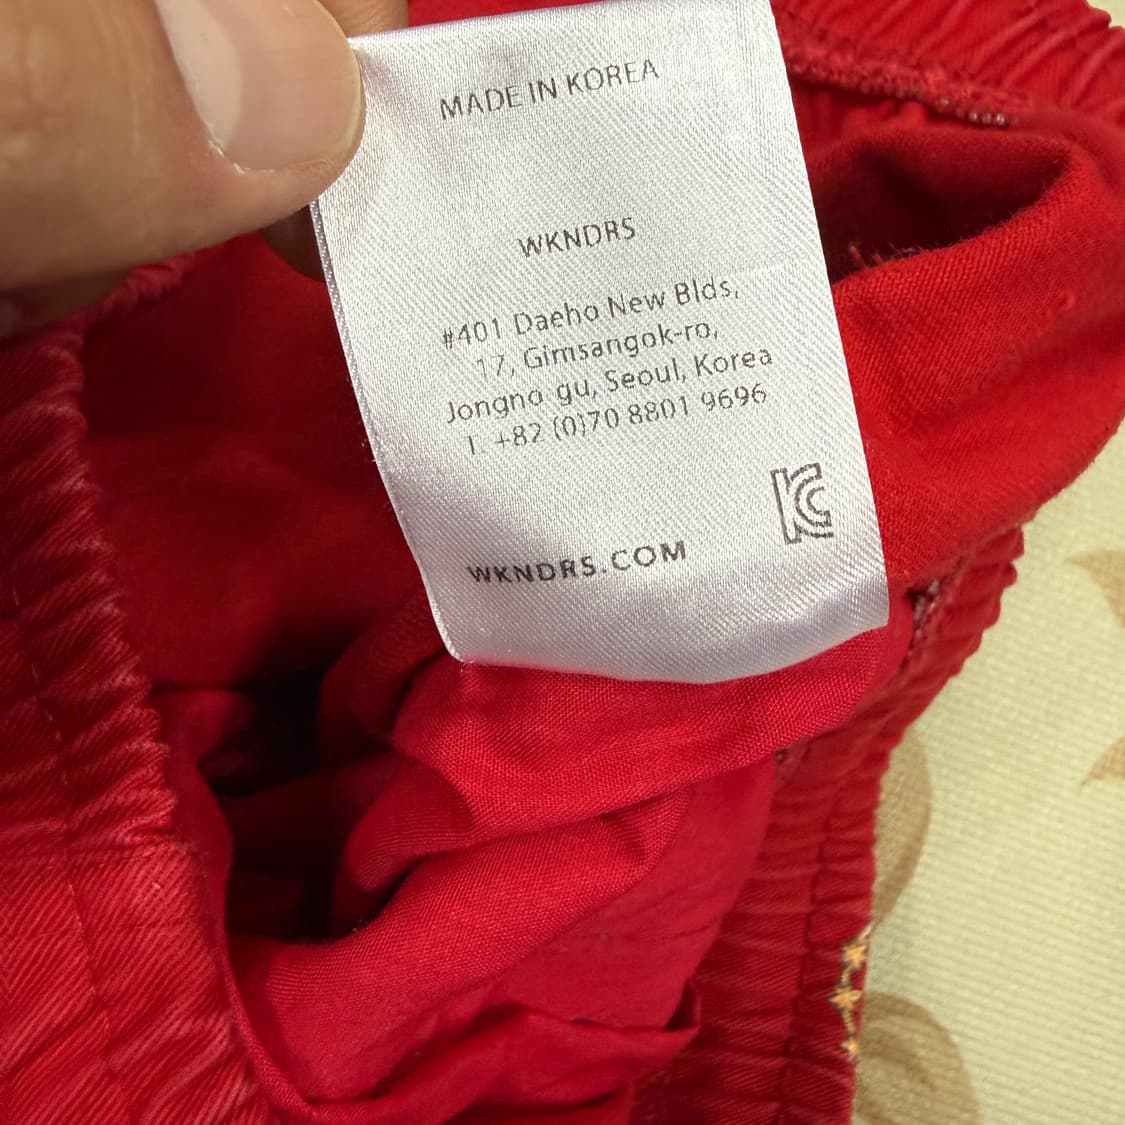 MADE IN KOREA
WKNDRS
#401 Daeho New Blds,
17, Gimsangok-ro,
Jongno gu, Seoul, Korea
T. +82 (0)70 8801 9696
KC
WKNDRS.COM